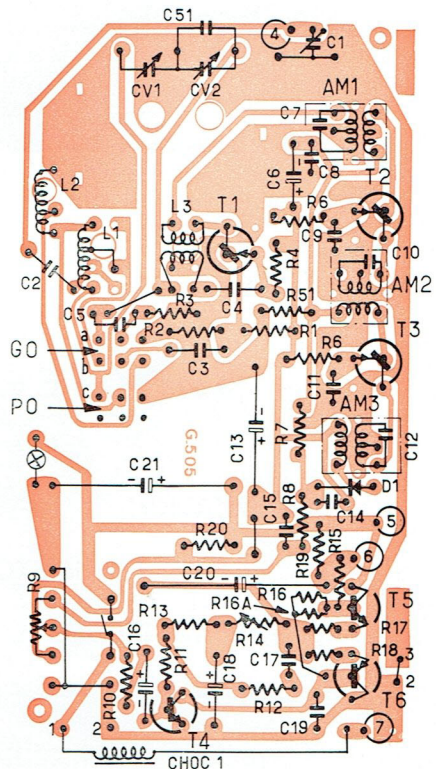 C51
4
C1
CV1
CV2
AM1
C7
L2
C6
C8
T2
R6
L3
T1
C9
L1
R4
C10
C2
AM2
R3
C4
R51
C5
T3
a
R2
R1
GO
b
C3
R6
C11
c
PO
AM3
C13
R7
C12
G.505
C21
R8
D1
C15
C14
5
R20
R19
R15
6
C20
R16
T5
R9
R13
R16A
R14
R17
C16
R11
R18
C17
3
R10
C18
R12
2
T6
1
2
T4
C19
7
CHOC 1